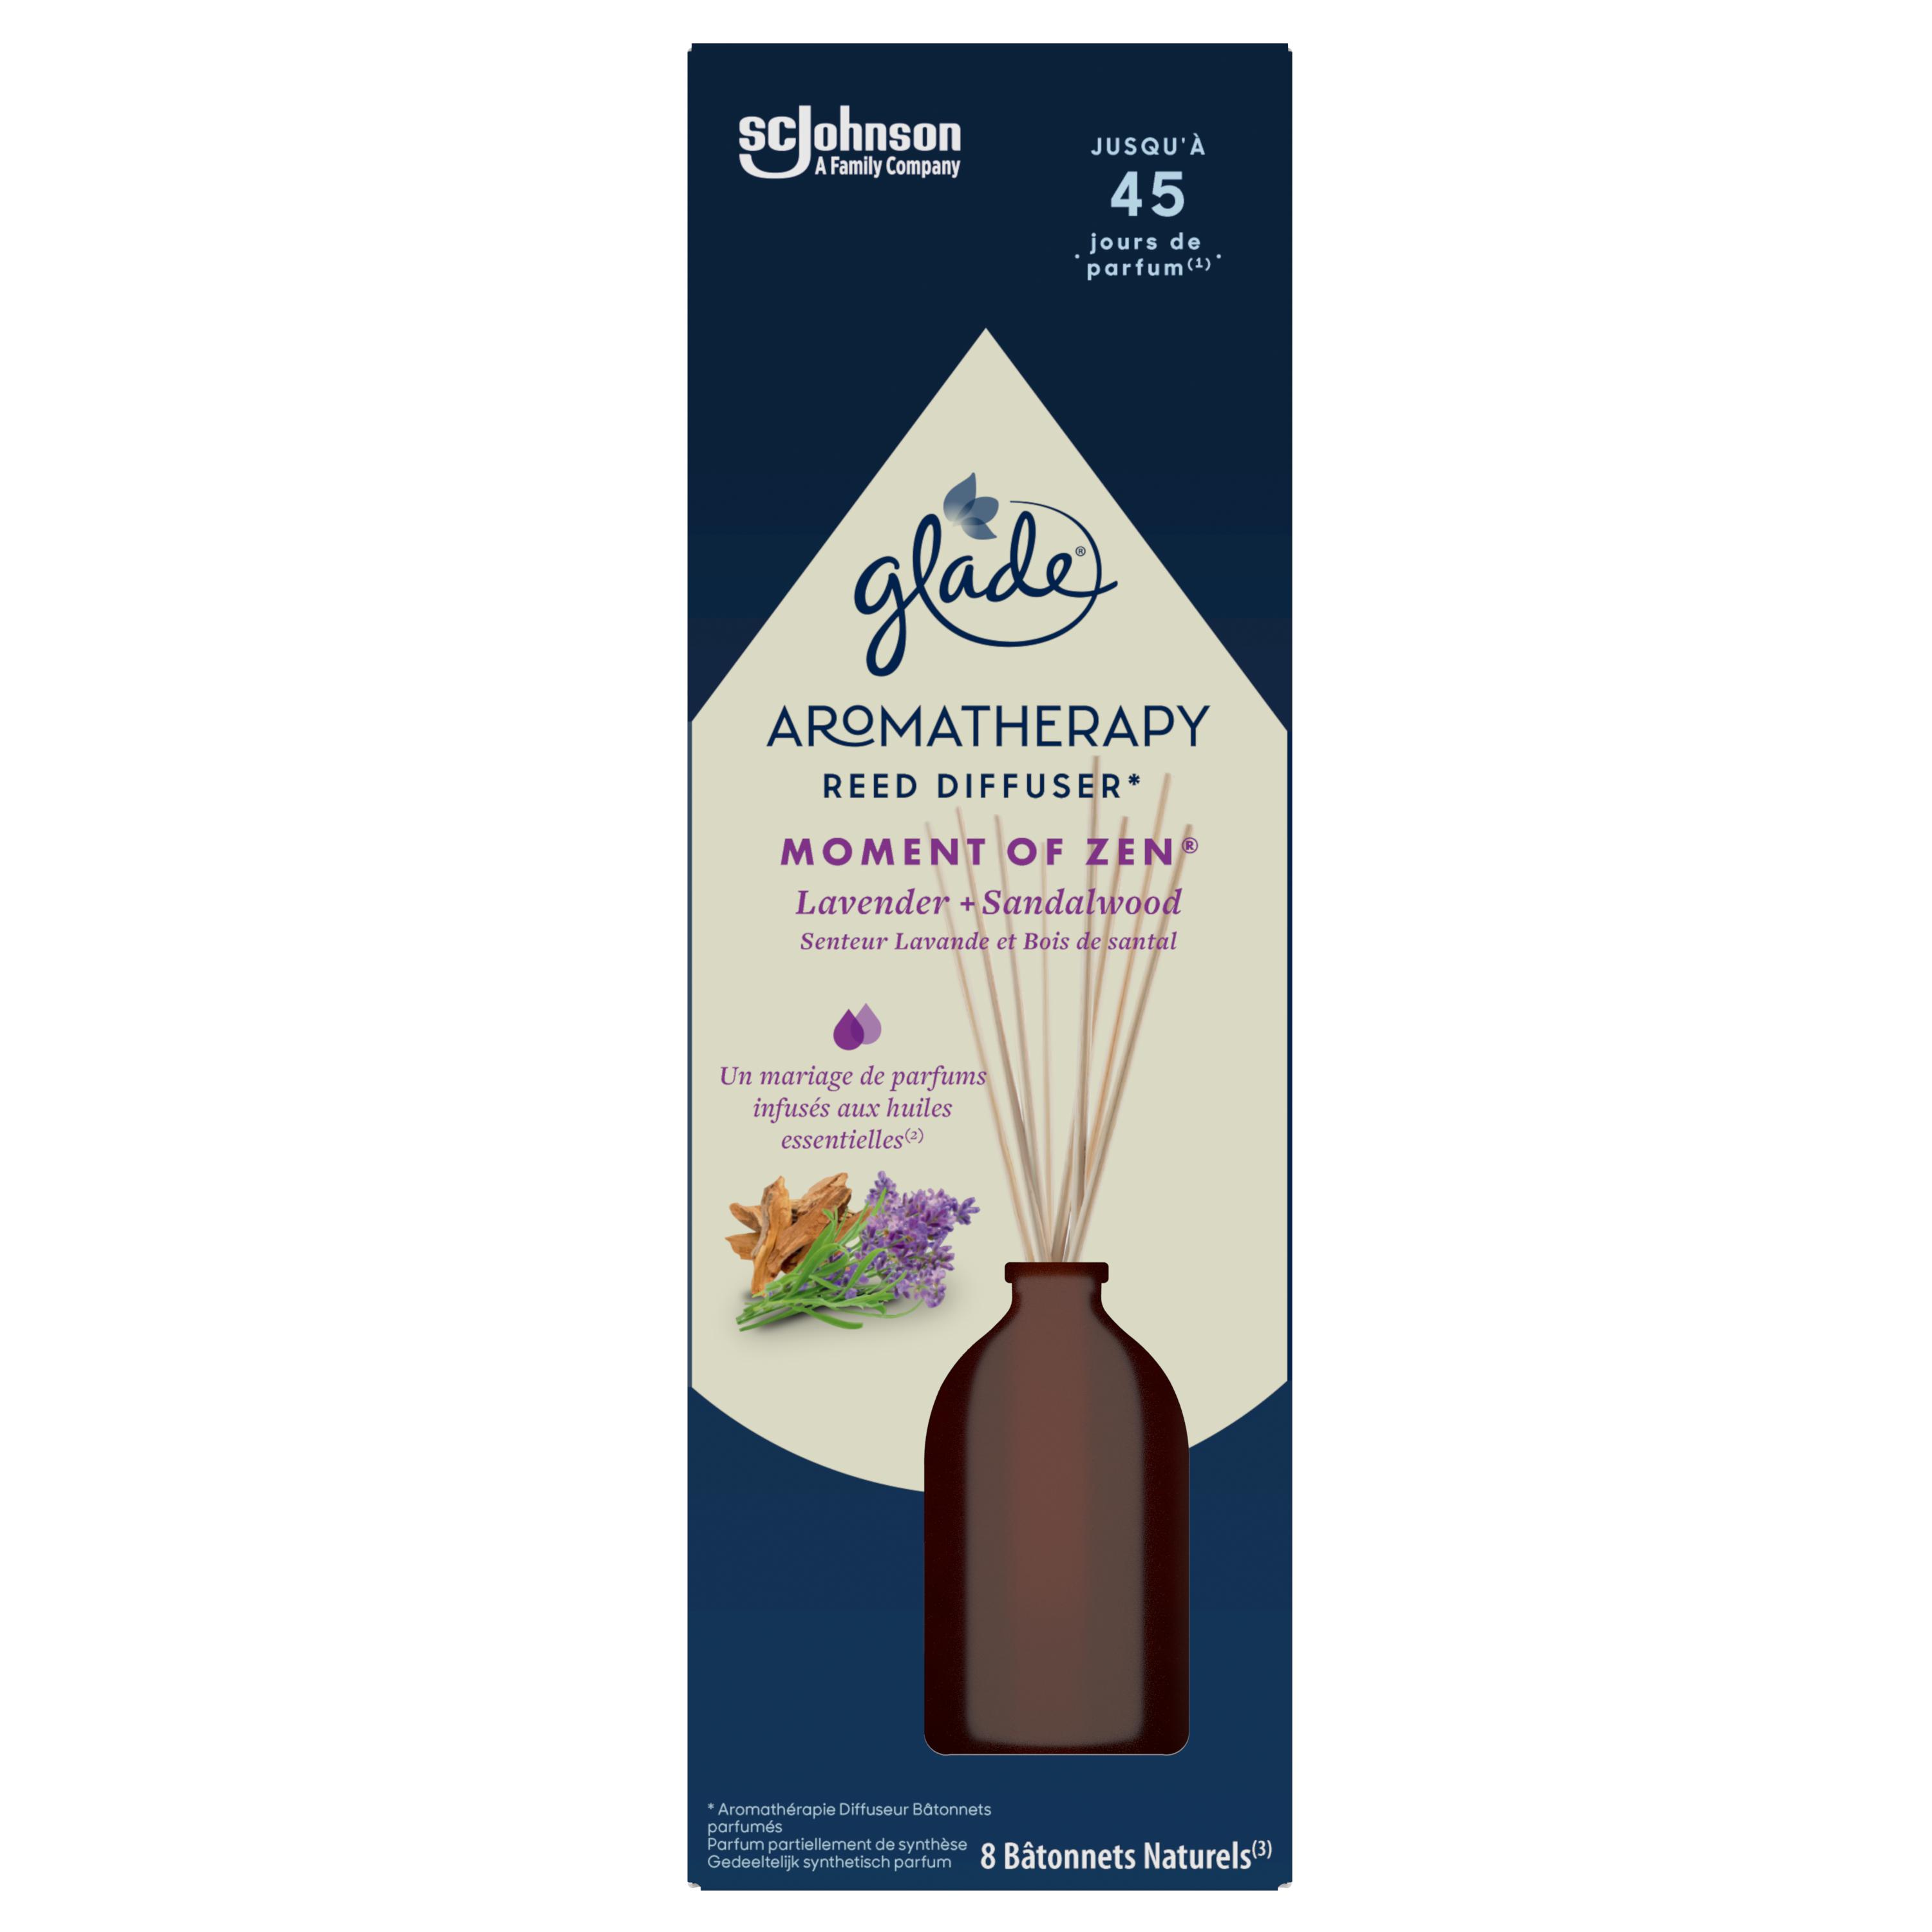 scJohnson
A Family Company
JUSQU'À
45
jours de
parfum(1)
glade®
AROMATHERAPY
REED DIFFUSER*
MOMENT OF ZEN®
Lavender + Sandalwood
Senteur Lavande et Bois de santal
Un mariage de parfums
infusés aux huiles
essentielles(2)
* Aromathérapie Diffuseur Bâtonnets
parfumés
Parfum partiellement de synthèse
Gedeeltelijk synthetisch parfum
8 Bâtonnets Naturels(3)